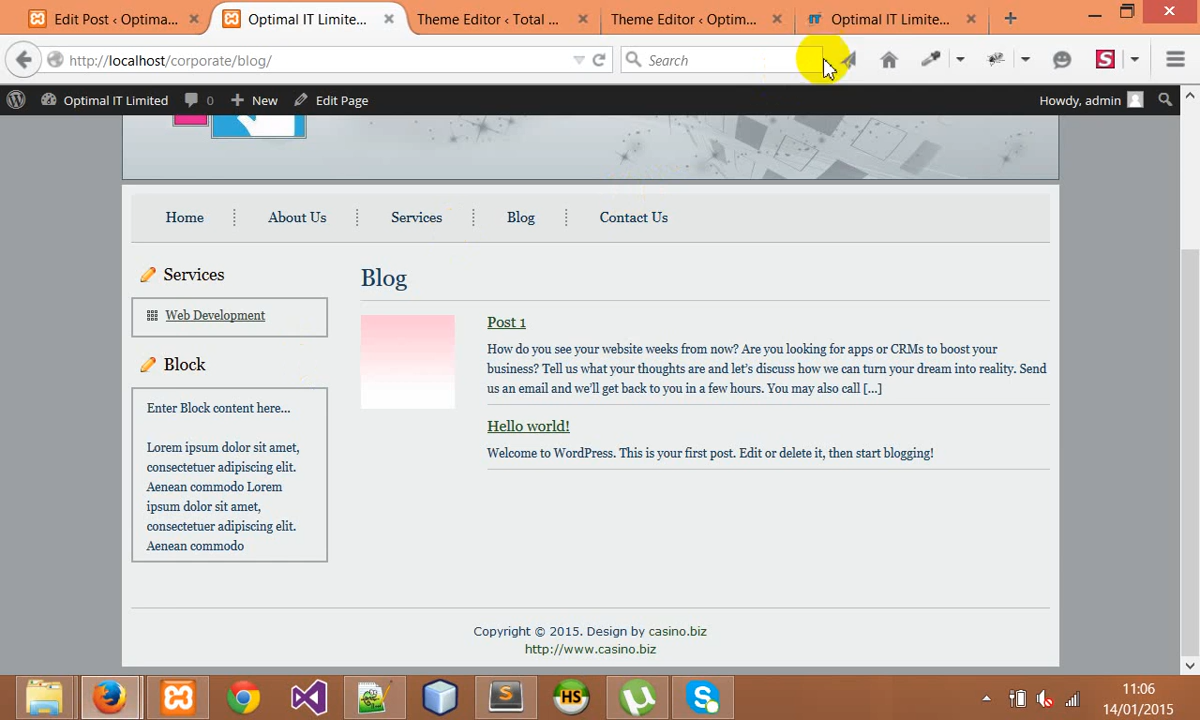 Edit Post ‹ Optima...
Optimal IT Limite...
Theme Editor ‹ Total ...
Theme Editor ‹ Optim...
Optimal IT Limite...
http://localhost/corporate/blog/
Search
Optimal IT Limited
0
New
Edit Page
Howdy, admin
Home
About Us
Services
Blog
Contact Us
Services
Web Development
Block
Enter Block content here...
Lorem ipsum dolor sit amet,
consectetuer adipiscing elit.
Aenean commodo Lorem
ipsum dolor sit amet,
consectetuer adipiscing elit.
Aenean commodo
Blog
Post 1
How do you see your website weeks from now? Are you looking for apps or CRMs to boost your
business? Tell us what your thoughts are and let’s discuss how we can turn your dream into reality. Send
us an email and we’ll get back to you in a few hours. You may also call [...]
Hello world!
Welcome to WordPress. This is your first post. Edit or delete it, then start blogging!
Copyright © 2015. Design by casino.biz
http://www.casino.biz
11:06
14/01/2015